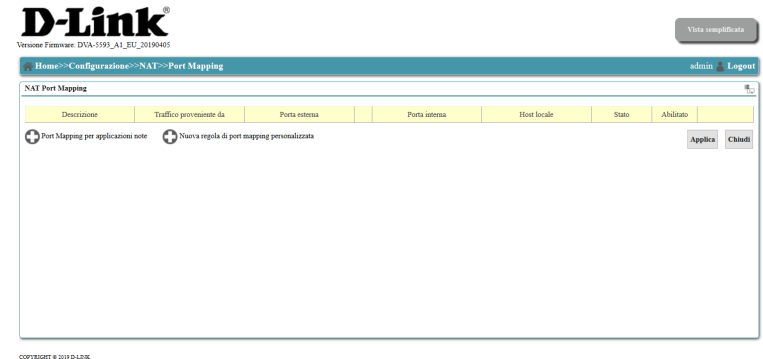 D-Link®
Versione Firmware: DVA-5593_A1_EU_20190405
Vista semplificata
Home>>Configurazione>>NAT>>Port Mapping
admin Logout
NAT Port Mapping
Descrizione Traffico proveniente da Porta esterna Porta interna Host locale Stato Abilitato
Port Mapping per applicazioni note Nuova regola di port mapping personalizzata Applica Chiudi
COPYRIGHT © 2019 D-LINK